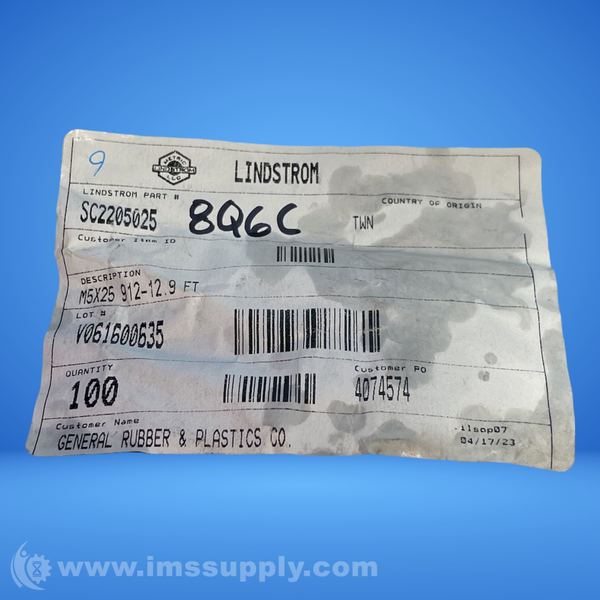 9
METRIC
LINDSTROM
LLC
LINDSTROM
LINDSTROM PART #
COUNTRY OF ORIGIN
SC2205025
8Q6C
TWN
Customer Item ID
DESCRIPTION
M5X25 912-12.9 FT
LOT #
V061600635
QUANTITY
Customer PO
100
4074574
Customer Name
.ilsop07
GENERAL RUBBER & PLASTICS CO.
04/17/23
www.imssupply.com